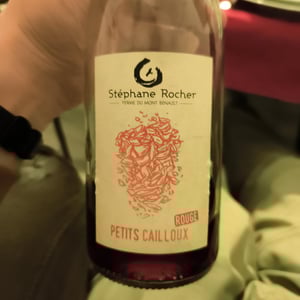 Stéphane Rocher
FERME DU MONT BENAULT
ROUGE
PETITS CAILLOUX